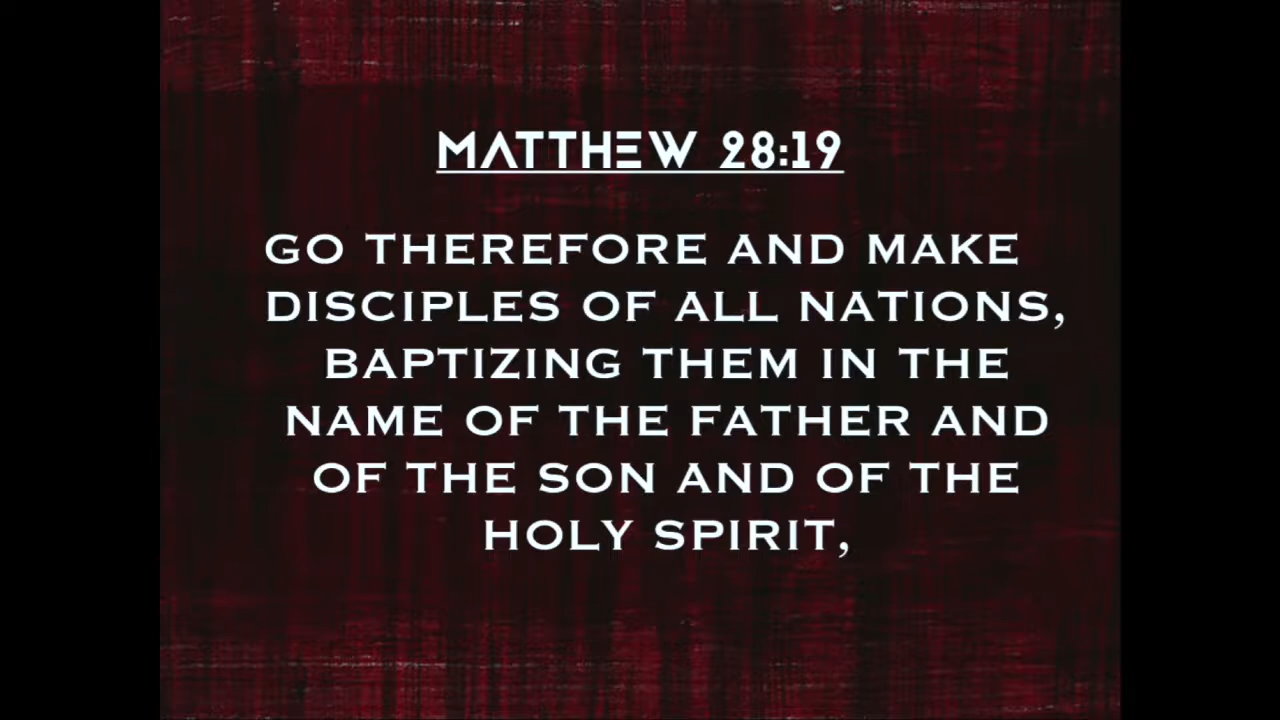 MATTHEW 28:19
GO THEREFORE AND MAKE
DISCIPLES OF ALL NATIONS,
BAPTIZING THEM IN THE
NAME OF THE FATHER AND
OF THE SON AND OF THE
HOLY SPIRIT,